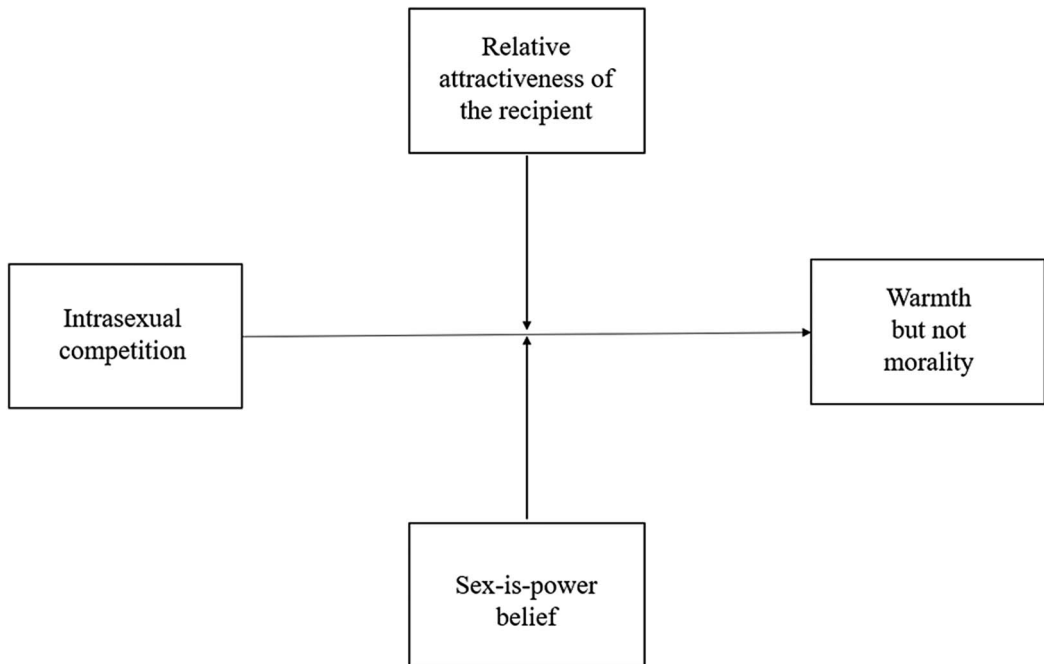 Relative
attractiveness of
the recipient
Intrasexual
competition
Warmth
but not
morality
Sex-is-power
belief